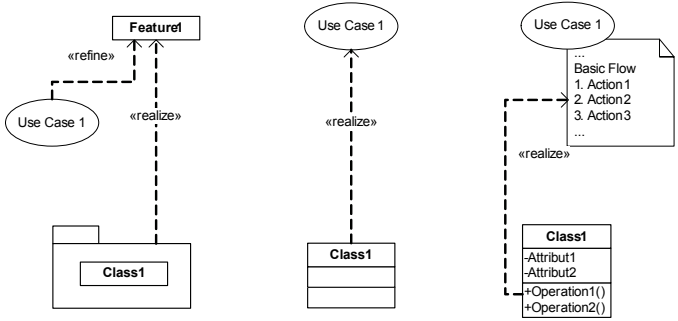 Feature1
«refine»
Use Case 1
«realize»
Class1
Use Case 1
«realize»
Class1
Use Case 1
...
Basic Flow
1. Action1
2. Action2
3. Action3
...
«realize»
Class1
-Attribut1
-Attribut2
+Operation1()
+Operation2()